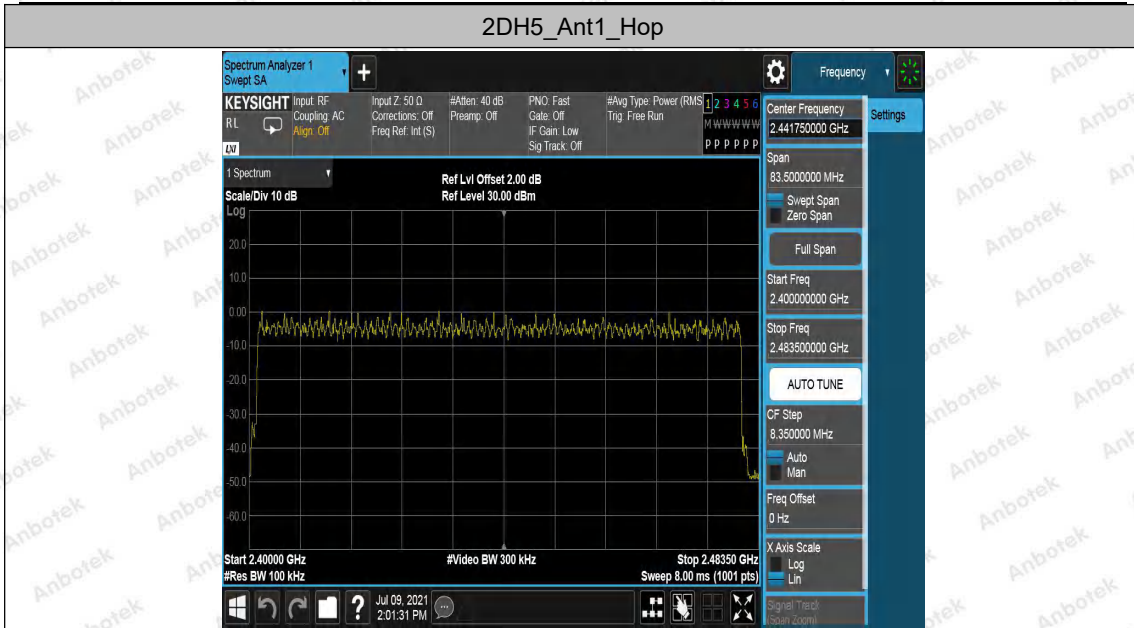 2DH5_Ant1_Hop
Spectrum Analyzer 1
Swept SA
+
Frequency
KEYSIGHT
RL
LXI
Input: RF
Coupling: AC
Align: Off
Input Z: 50 Ω
Corrections: Off
Freq Ref: Int (S)
#Atten: 40 dB
Preamp: Off
PNO: Fast
Gate: Off
IF Gain: Low
Sig Track: Off
#Avg Type: Power (RMS
Trig: Free Run
1 2 3 4 5 6
M W W W W W
P P P P P P
Center Frequency
2.441750000 GHz
Settings
Span
83.5000000 MHz
Swept Span
Zero Span
Full Span
Start Freq
2.400000000 GHz
Stop Freq
2.483500000 GHz
AUTO TUNE
CF Step
8.350000 MHz
Auto
Man
Freq Offset
0 Hz
X Axis Scale
Log
Lin
Signal Track
(Span Zoom)
1 Spectrum
Scale/Div 10 dB
Ref Lvl Offset 2.00 dB
Ref Level 30.00 dBm
Log
20.0
10.0
0.00
-10.0
-20.0
-30.0
-40.0
-50.0
-60.0
Start 2.40000 GHz
#Video BW 300 kHz
Stop 2.48350 GHz
#Res BW 100 kHz
Sweep 8.00 ms (1001 pts)
?
Jul 09, 2021
2:01:31 PM
Anbotek